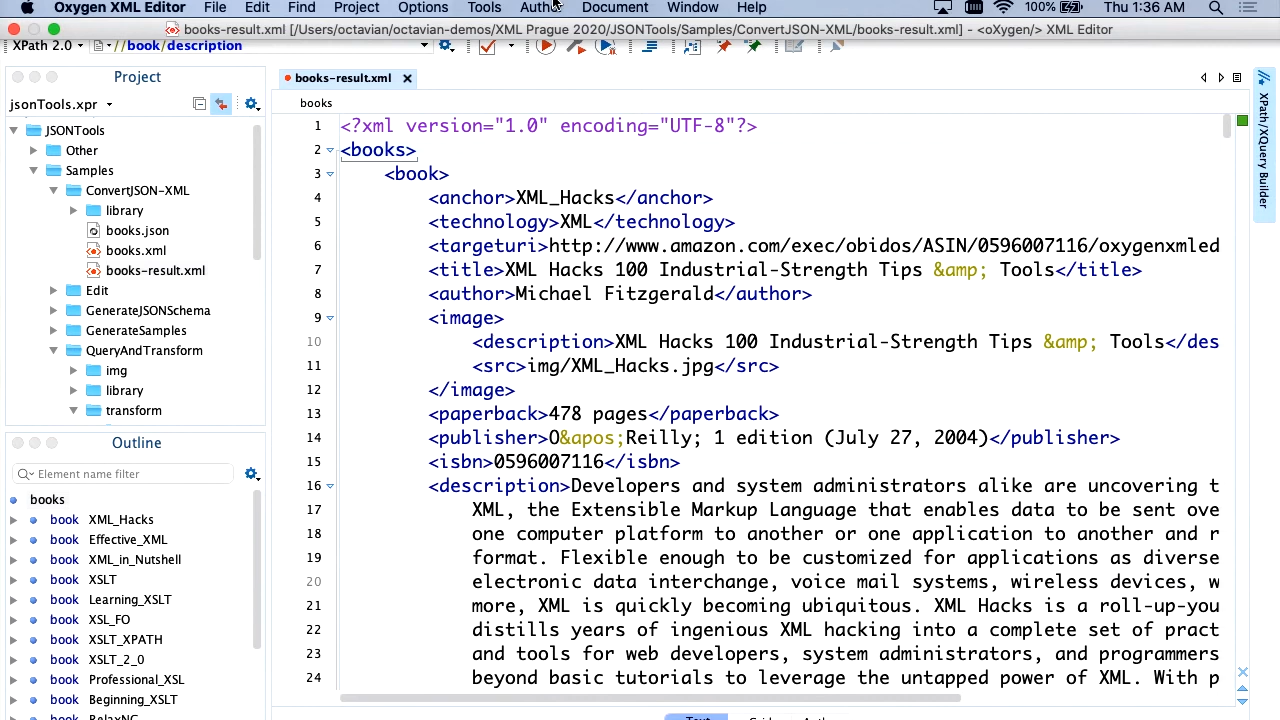 Oxygen XML Editor File Edit Find Project Options Tools Document Window Help 100% Thu 1:36 AM
books-result.xml [/Users/octavian/octavian-demos/XML Prague 2020/JSONTools/Samples/ConvertJSON-XML/books-result.xml] - <oXygen/> XML Editor
XPath 2.0 //book/description
Project
jsonTools.xpr
JSONTools
Other
Samples
ConvertJSON-XML
library
books.json
books.xml
books-result.xml
Edit
GenerateJSONSchema
GenerateSamples
QueryAndTransform
img
library
transform
Outline
Element name filter
books
book XML_Hacks
book Effective_XML
book XML_in_Nutshell
book XSLT
book Learning_XSLT
book XSL_FO
book XSLT_XPATH
book XSLT_2_0
book Professional_XSL
book Beginning_XSLT
book RelaxNG
books-result.xml
books
1 <?xml version="1.0" encoding="UTF-8"?>
2 <books>
3 <book>
4 <anchor>XML_Hacks</anchor>
5 <technology>XML</technology>
6 <targeturi>http://www.amazon.com/exec/obidos/ASIN/0596007116/oxygenxmled
7 <title>XML Hacks 100 Industrial-Strength Tips &amp; Tools</title>
8 <author>Michael Fitzgerald</author>
9 <image>
10 <description>XML Hacks 100 Industrial-Strength Tips &amp; Tools</des
11 <src>img/XML_Hacks.jpg</src>
12 </image>
13 <paperback>478 pages</paperback>
14 <publisher>O&apos;Reilly; 1 edition (July 27, 2004)</publisher>
15 <isbn>0596007116</isbn>
16 <description>Developers and system administrators alike are uncovering t
17 XML, the Extensible Markup Language that enables data to be sent ove
18 one computer platform to another or one application to another and r
19 format. Flexible enough to be customized for applications as diverse
20 electronic data interchange, voice mail systems, wireless devices, w
21 more, XML is quickly becoming ubiquitous. XML Hacks is a roll-up-you
22 distills years of ingenious XML hacking into a complete set of pract
23 and tools for web developers, system administrators, and programmers
24 beyond basic tutorials to leverage the untapped power of XML. With p
XPath/XQuery Builder